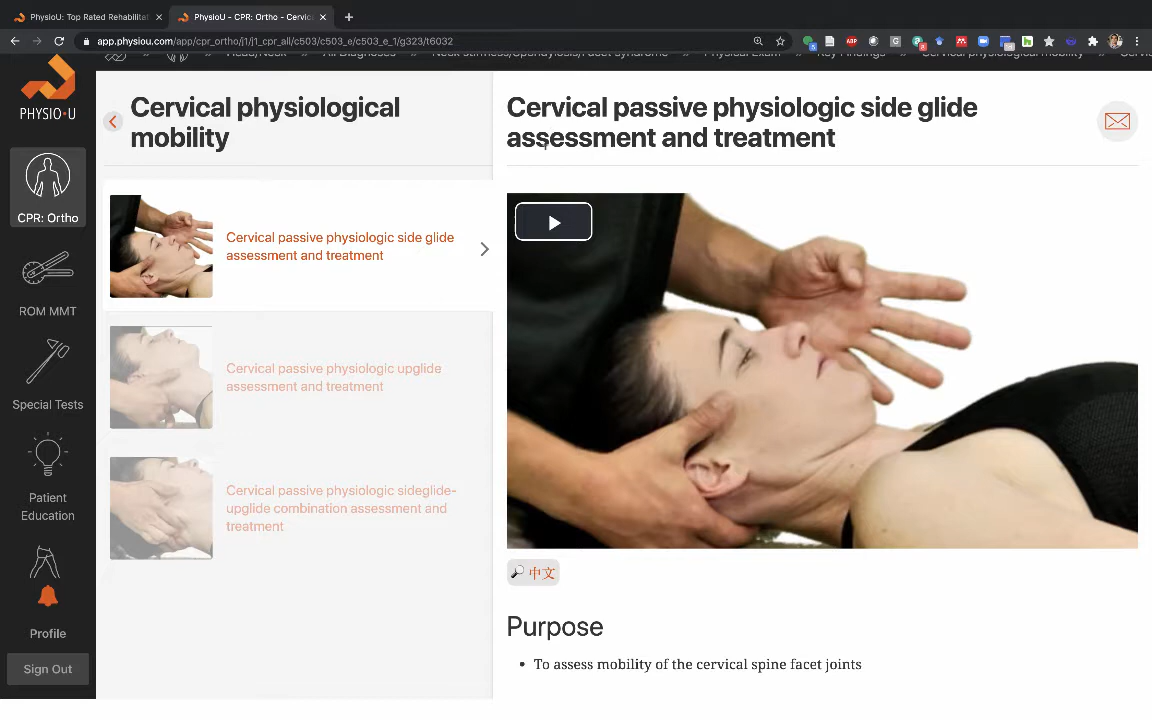 PhysioU: Top Rated Rehabilitat
PhysioU - CPR: Ortho - Cervic
app.physiou.com/app/cpr_ortho/j1/j1_cpr_all/c503/c503_e/c503_e_1/g323/t6032
PHYSIO•U
CPR: Ortho
ROM MMT
Special Tests
Patient
Education
Profile
Sign Out
Cervical physiological
mobility
Cervical passive physiologic side glide
assessment and treatment
Cervical passive physiologic upglide
assessment and treatment
Cervical passive physiologic sideglide-
upglide combination assessment and
treatment
Cervical passive physiologic side glide
assessment and treatment
中文
Purpose
• To assess mobility of the cervical spine facet joints